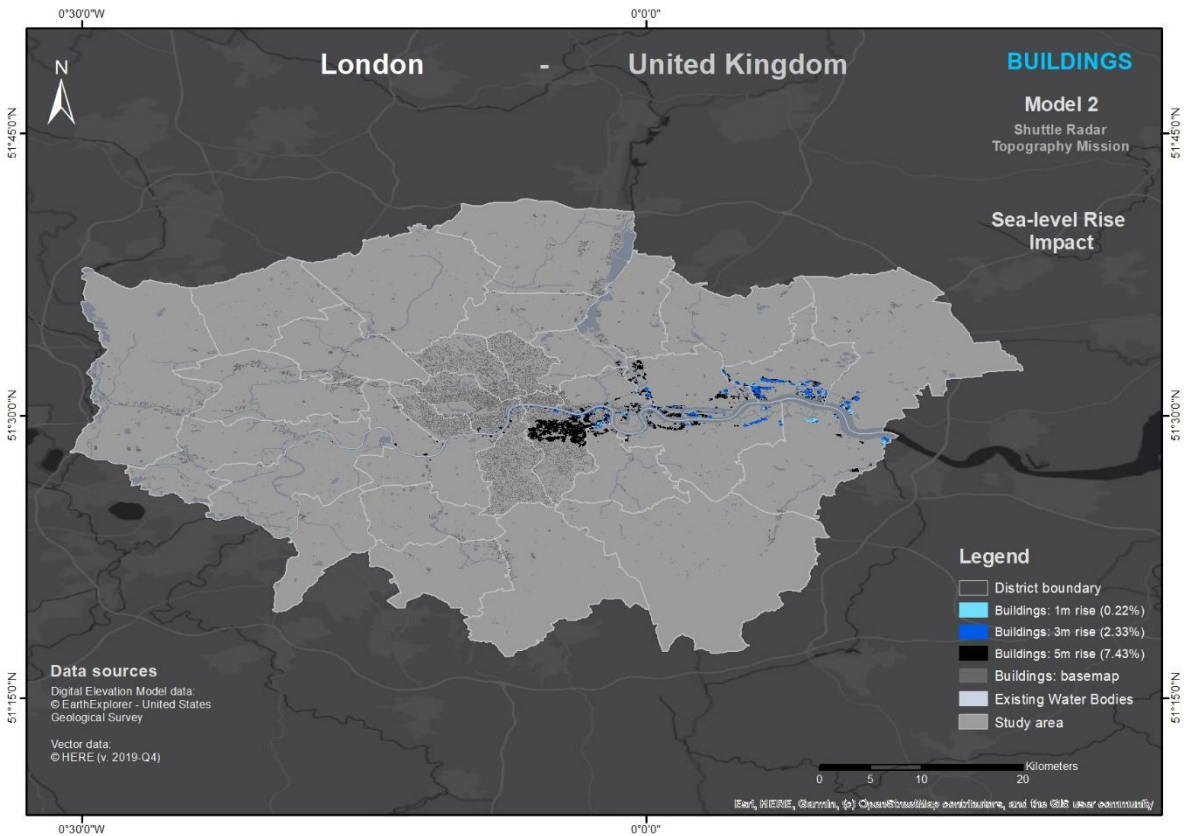 0°30'0"W
0°0'0"
London - United Kingdom
BUILDINGS
N
Model 2
Shuttle Radar
Topography Mission
51°45'0"N
51°45'0"N
Sea-level Rise
Impact
51°30'0"N
51°30'0"N
Legend
District boundary
Buildings: 1m rise (0.22%)
Buildings: 3m rise (2.33%)
Buildings: 5m rise (7.43%)
Buildings: basemap
Existing Water Bodies
Study area
Data sources
Digital Elevation Model data:
© EarthExplorer - United States
Geological Survey
Vector data:
© HERE (v. 2019-Q4)
51°15'0"N
51°15'0"N
Kilometers
0 5 10 20
Esri, HERE, Garmin, (c) OpenStreetMap contributors, and the GIS user community
0°30'0"W
0°0'0"